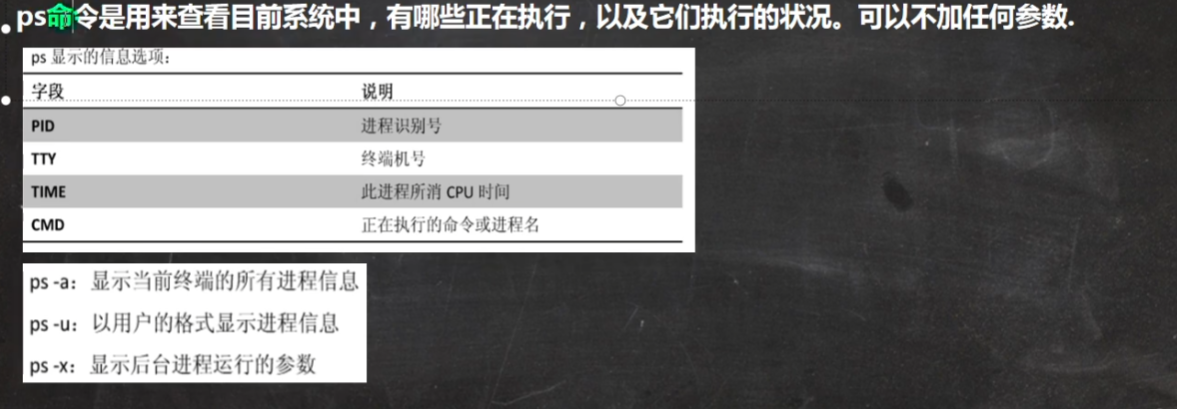 ps命令是用来查看目前系统中，有哪些正在执行，以及它们执行的状况。可以不加任何参数.
ps 显示的信息选项：
字段 说明
PID 进程识别号
TTY 终端机号
TIME 此进程所消 CPU 时间
CMD 正在执行的命令或进程名
ps -a：显示当前终端的所有进程信息
ps -u：以用户的格式显示进程信息
ps -x：显示后台进程运行的参数